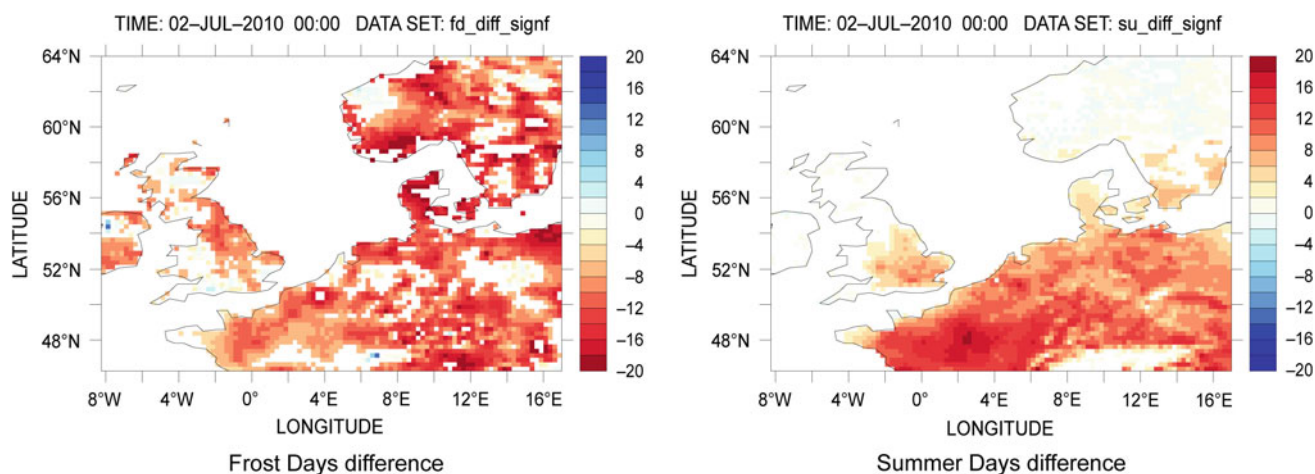 TIME: 02–JUL–2010 00:00 DATA SET: fd_diff_signf
64°N
60°N
56°N
52°N
48°N
LATITUDE
8°W 4°W 0° 4°E 8°E 12°E 16°E
LONGITUDE
20
16
12
8
4
0
−4
−8
−12
−16
−20
Frost Days difference
TIME: 02–JUL–2010 00:00 DATA SET: su_diff_signf
64°N
60°N
56°N
52°N
48°N
LATITUDE
8°W 4°W 0° 4°E 8°E 12°E 16°E
LONGITUDE
20
16
12
8
4
0
−4
−8
−12
−16
−20
Summer Days difference